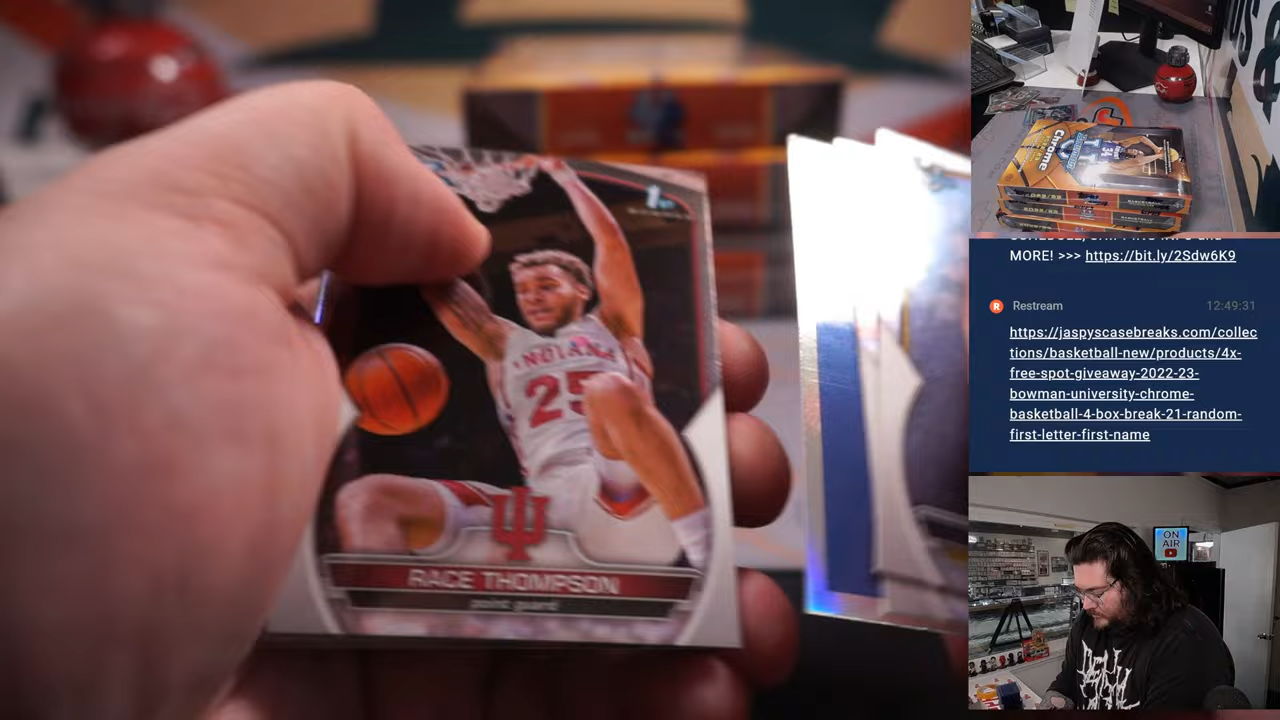 1st
INDIANA
25
RACE THOMPSON
point guard
Chrome
MORE! >>> https://bit.ly/2Sdw6K9
Restream 12:49:31
https://jaspyscasebreaks.com/collec
tions/basketball-new/products/4x-
free-spot-giveaway-2022-23-
bowman-university-chrome-
basketball-4-box-break-21-random-
first-letter-first-name
ON
AIR